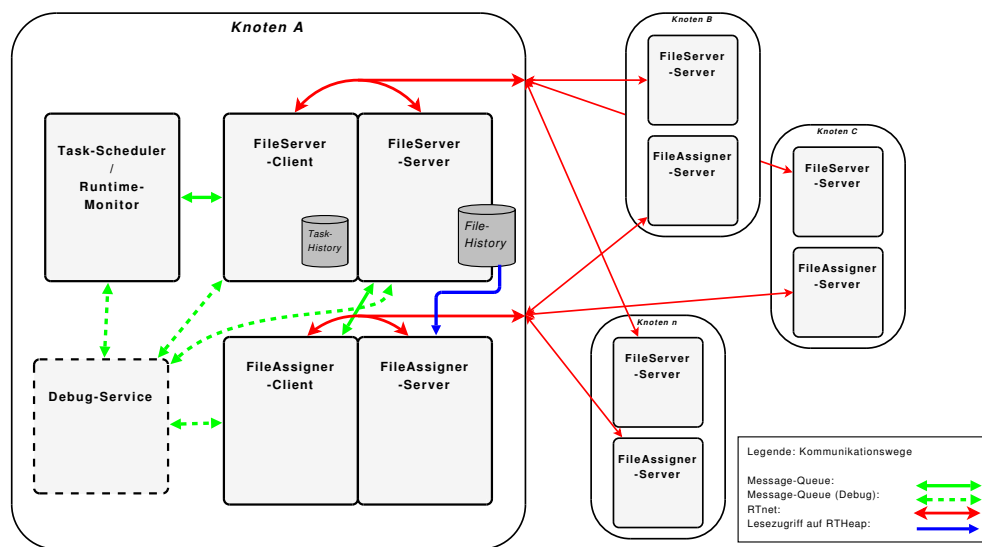 Knoten A
Task-Scheduler
/
Runtime-
Monitor
FileServer
-Client
FileServer
-Server
Task-
History
File-
History
Debug-Service
FileAssigner
-Client
FileAssigner
-Server
Knoten B
FileServer
-Server
FileAssigner
-Server
Knoten C
FileServer
-Server
FileAssigner
-Server
Knoten n
FileServer
-Server
FileAssigner
-Server
Legende: Kommunikationswege
Message-Queue:
Message-Queue (Debug):
RTnet:
Lesezugriff auf RTHeap: